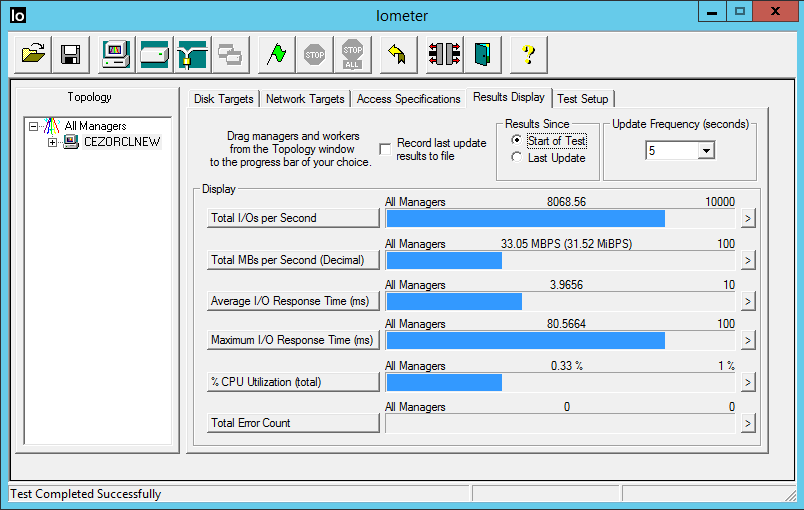 Io
Iometer
STOP
STOP
ALL
?
Topology
All Managers
CEZORCLNEW
Disk Targets
Network Targets
Access Specifications
Results Display
Test Setup
Drag managers and workers
from the Topology window
to the progress bar of your choice.
Record last update
results to file
Results Since
Start of Test
Last Update
Update Frequency (seconds)
5
Display
All Managers 8068.56 10000
Total I/Os per Second >
All Managers 33.05 MBPS (31.52 MiBPS) 100
Total MBs per Second (Decimal) >
All Managers 3.9656 10
Average I/O Response Time (ms) >
All Managers 80.5664 100
Maximum I/O Response Time (ms) >
All Managers 0.33 % 1 %
% CPU Utilization (total) >
All Managers 0 0
Total Error Count >
Test Completed Successfully